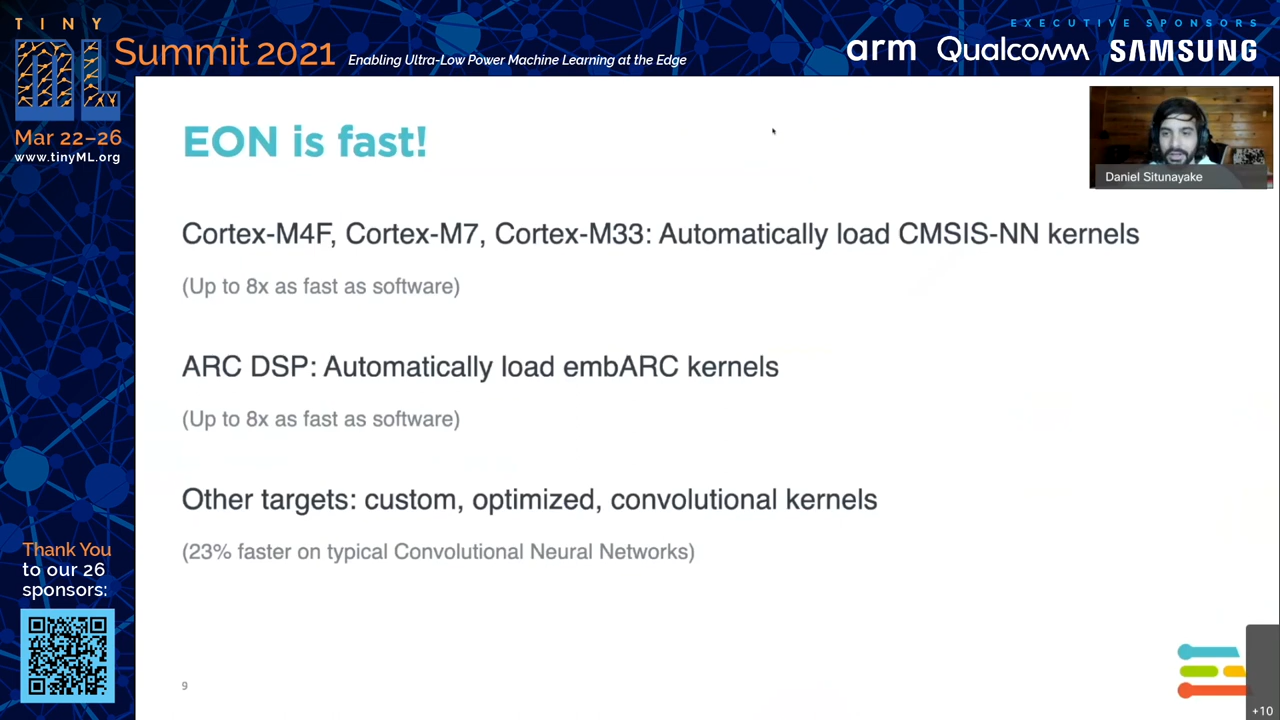 TINY
ML
Summit 2021
Enabling Ultra-Low Power Machine Learning at the Edge
EXECUTIVE SPONSORS
arm
Qualcomm
SAMSUNG
Mar 22–26
www.tinyML.org
EON is fast!
Daniel Situnayake
Cortex-M4F, Cortex-M7, Cortex-M33: Automatically load CMSIS-NN kernels
(Up to 8x as fast as software)
ARC DSP: Automatically load embARC kernels
(Up to 8x as fast as software)
Other targets: custom, optimized, convolutional kernels
(23% faster on typical Convolutional Neural Networks)
Thank You
to our 26
sponsors:
9
+10